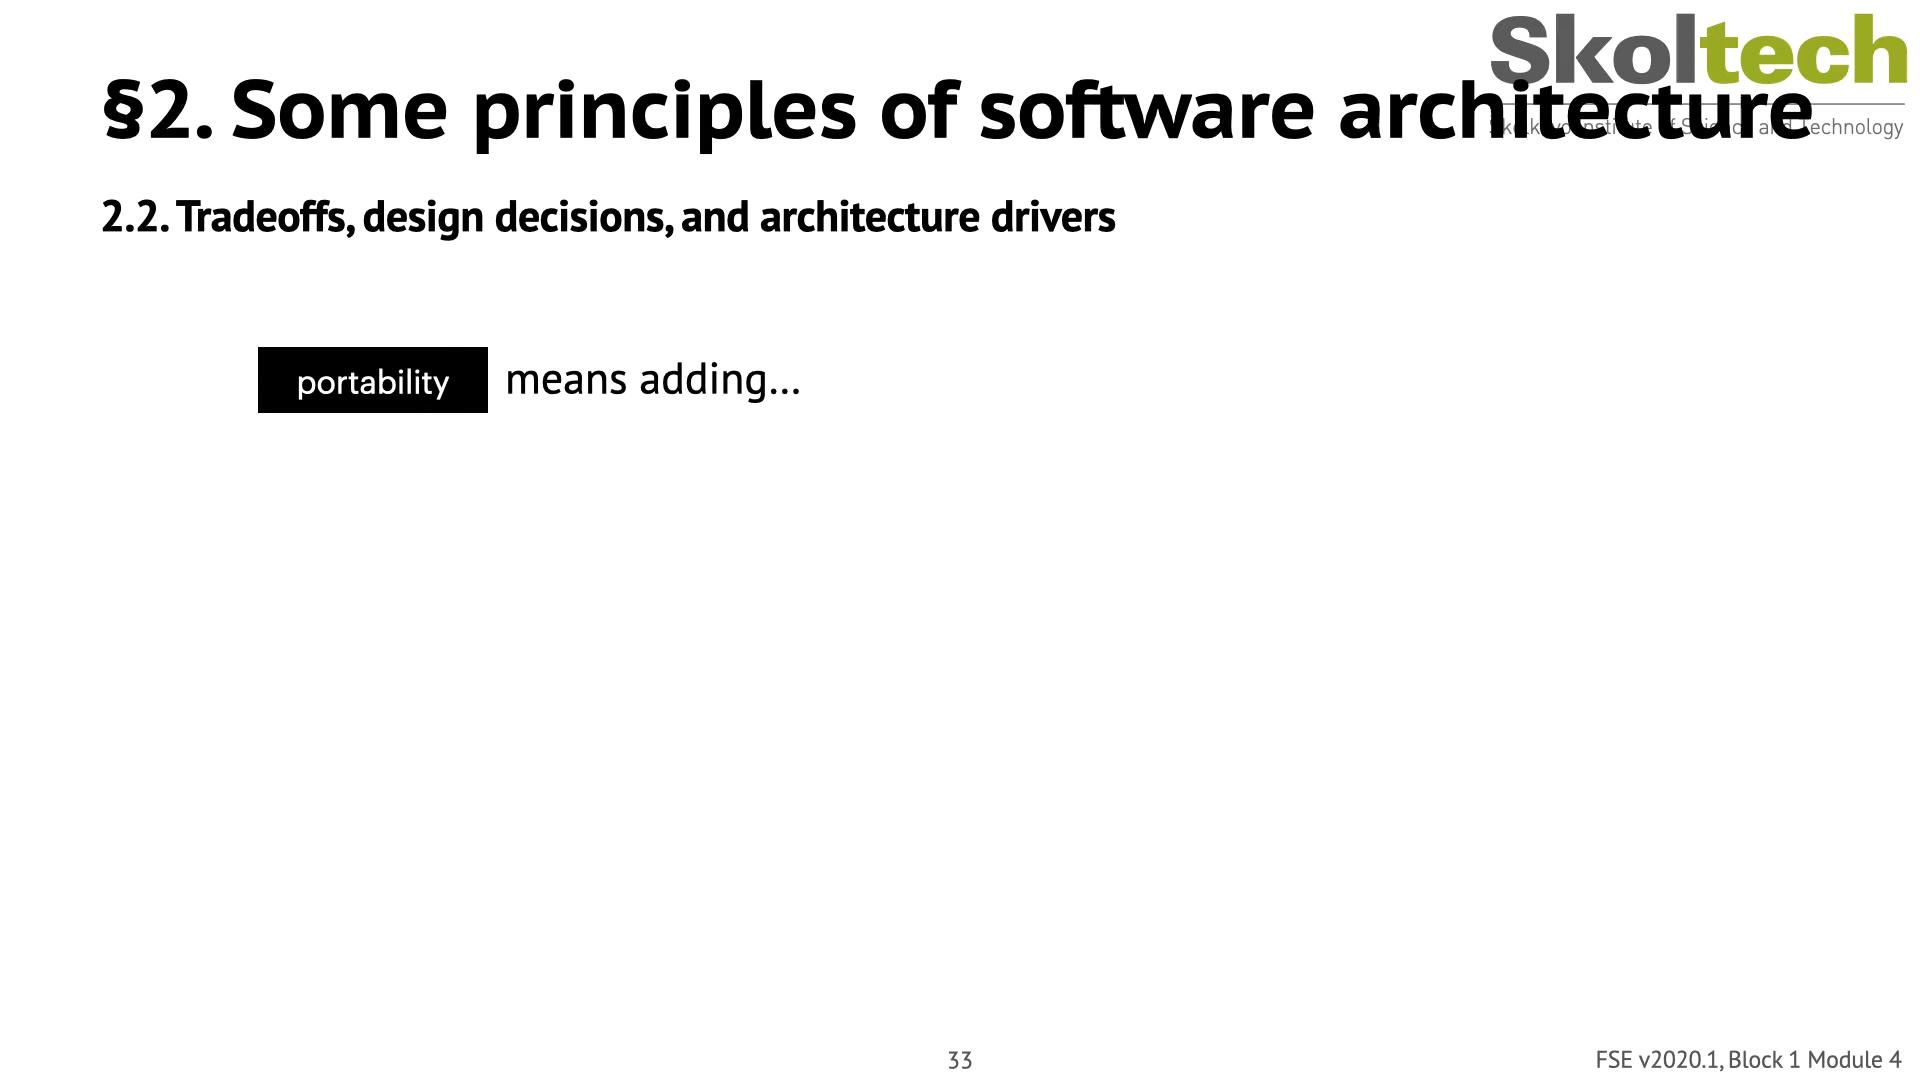 Skoltech
§2. Some principles of software architecture
Skolkovo Institute of Science and Technology
2.2. Tradeoffs, design decisions, and architecture drivers
portability means adding…
33
FSE v2020.1, Block 1 Module 4